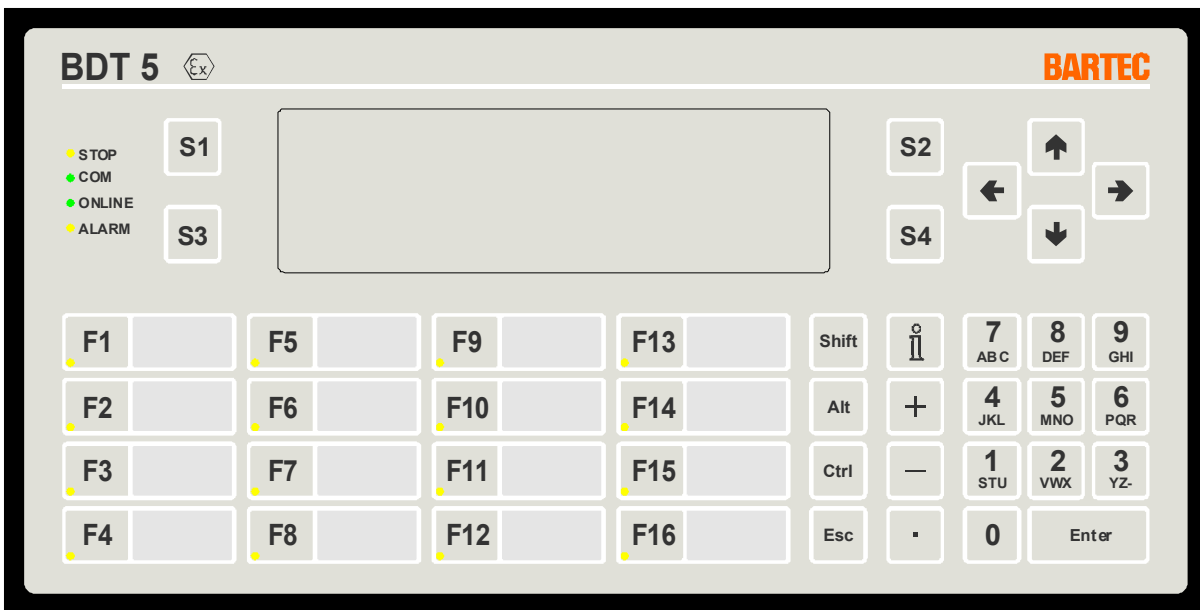 BDT 5 Ex BARTEC
S1 S2
STOP
COM
ONLINE
ALARM
S3 S4
F1 F5 F9 F13 Shift i 7 8 9
ABC DEF GHI
F2 F6 F10 F14 Alt + 4 5 6
JKL MNO PQR
F3 F7 F11 F15 Ctrl — 1 2 3
STU VWX YZ-
F4 F8 F12 F16 Esc . 0 Enter